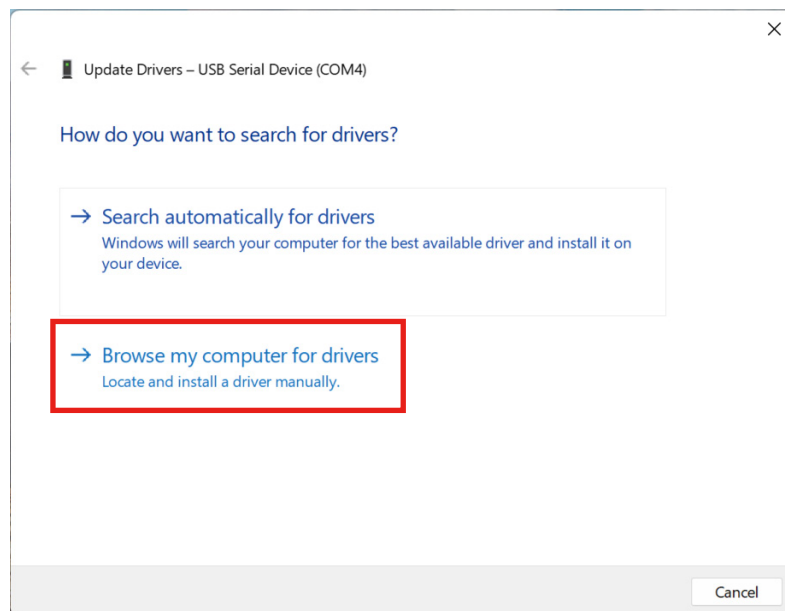 Update Drivers – USB Serial Device (COM4)
How do you want to search for drivers?
Search automatically for drivers
Windows will search your computer for the best available driver and install it on
your device.
Browse my computer for drivers
Locate and install a driver manually.
Cancel